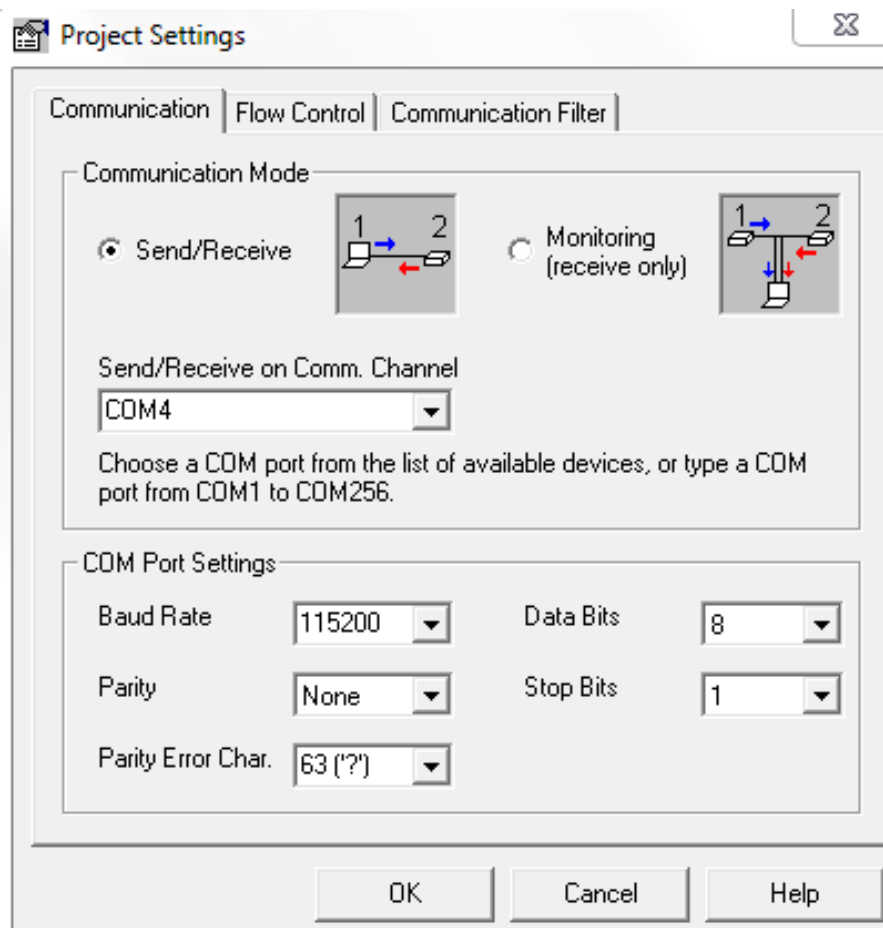 Project Settings
Communication
Flow Control
Communication Filter
Communication Mode
Send/Receive
1 2
Monitoring
(receive only)
1 2
Send/Receive on Comm. Channel
COM4
Choose a COM port from the list of available devices, or type a COM
port from COM1 to COM256.
COM Port Settings
Baud Rate
115200
Data Bits
8
Parity
None
Stop Bits
1
Parity Error Char.
63 ('?')
OK
Cancel
Help